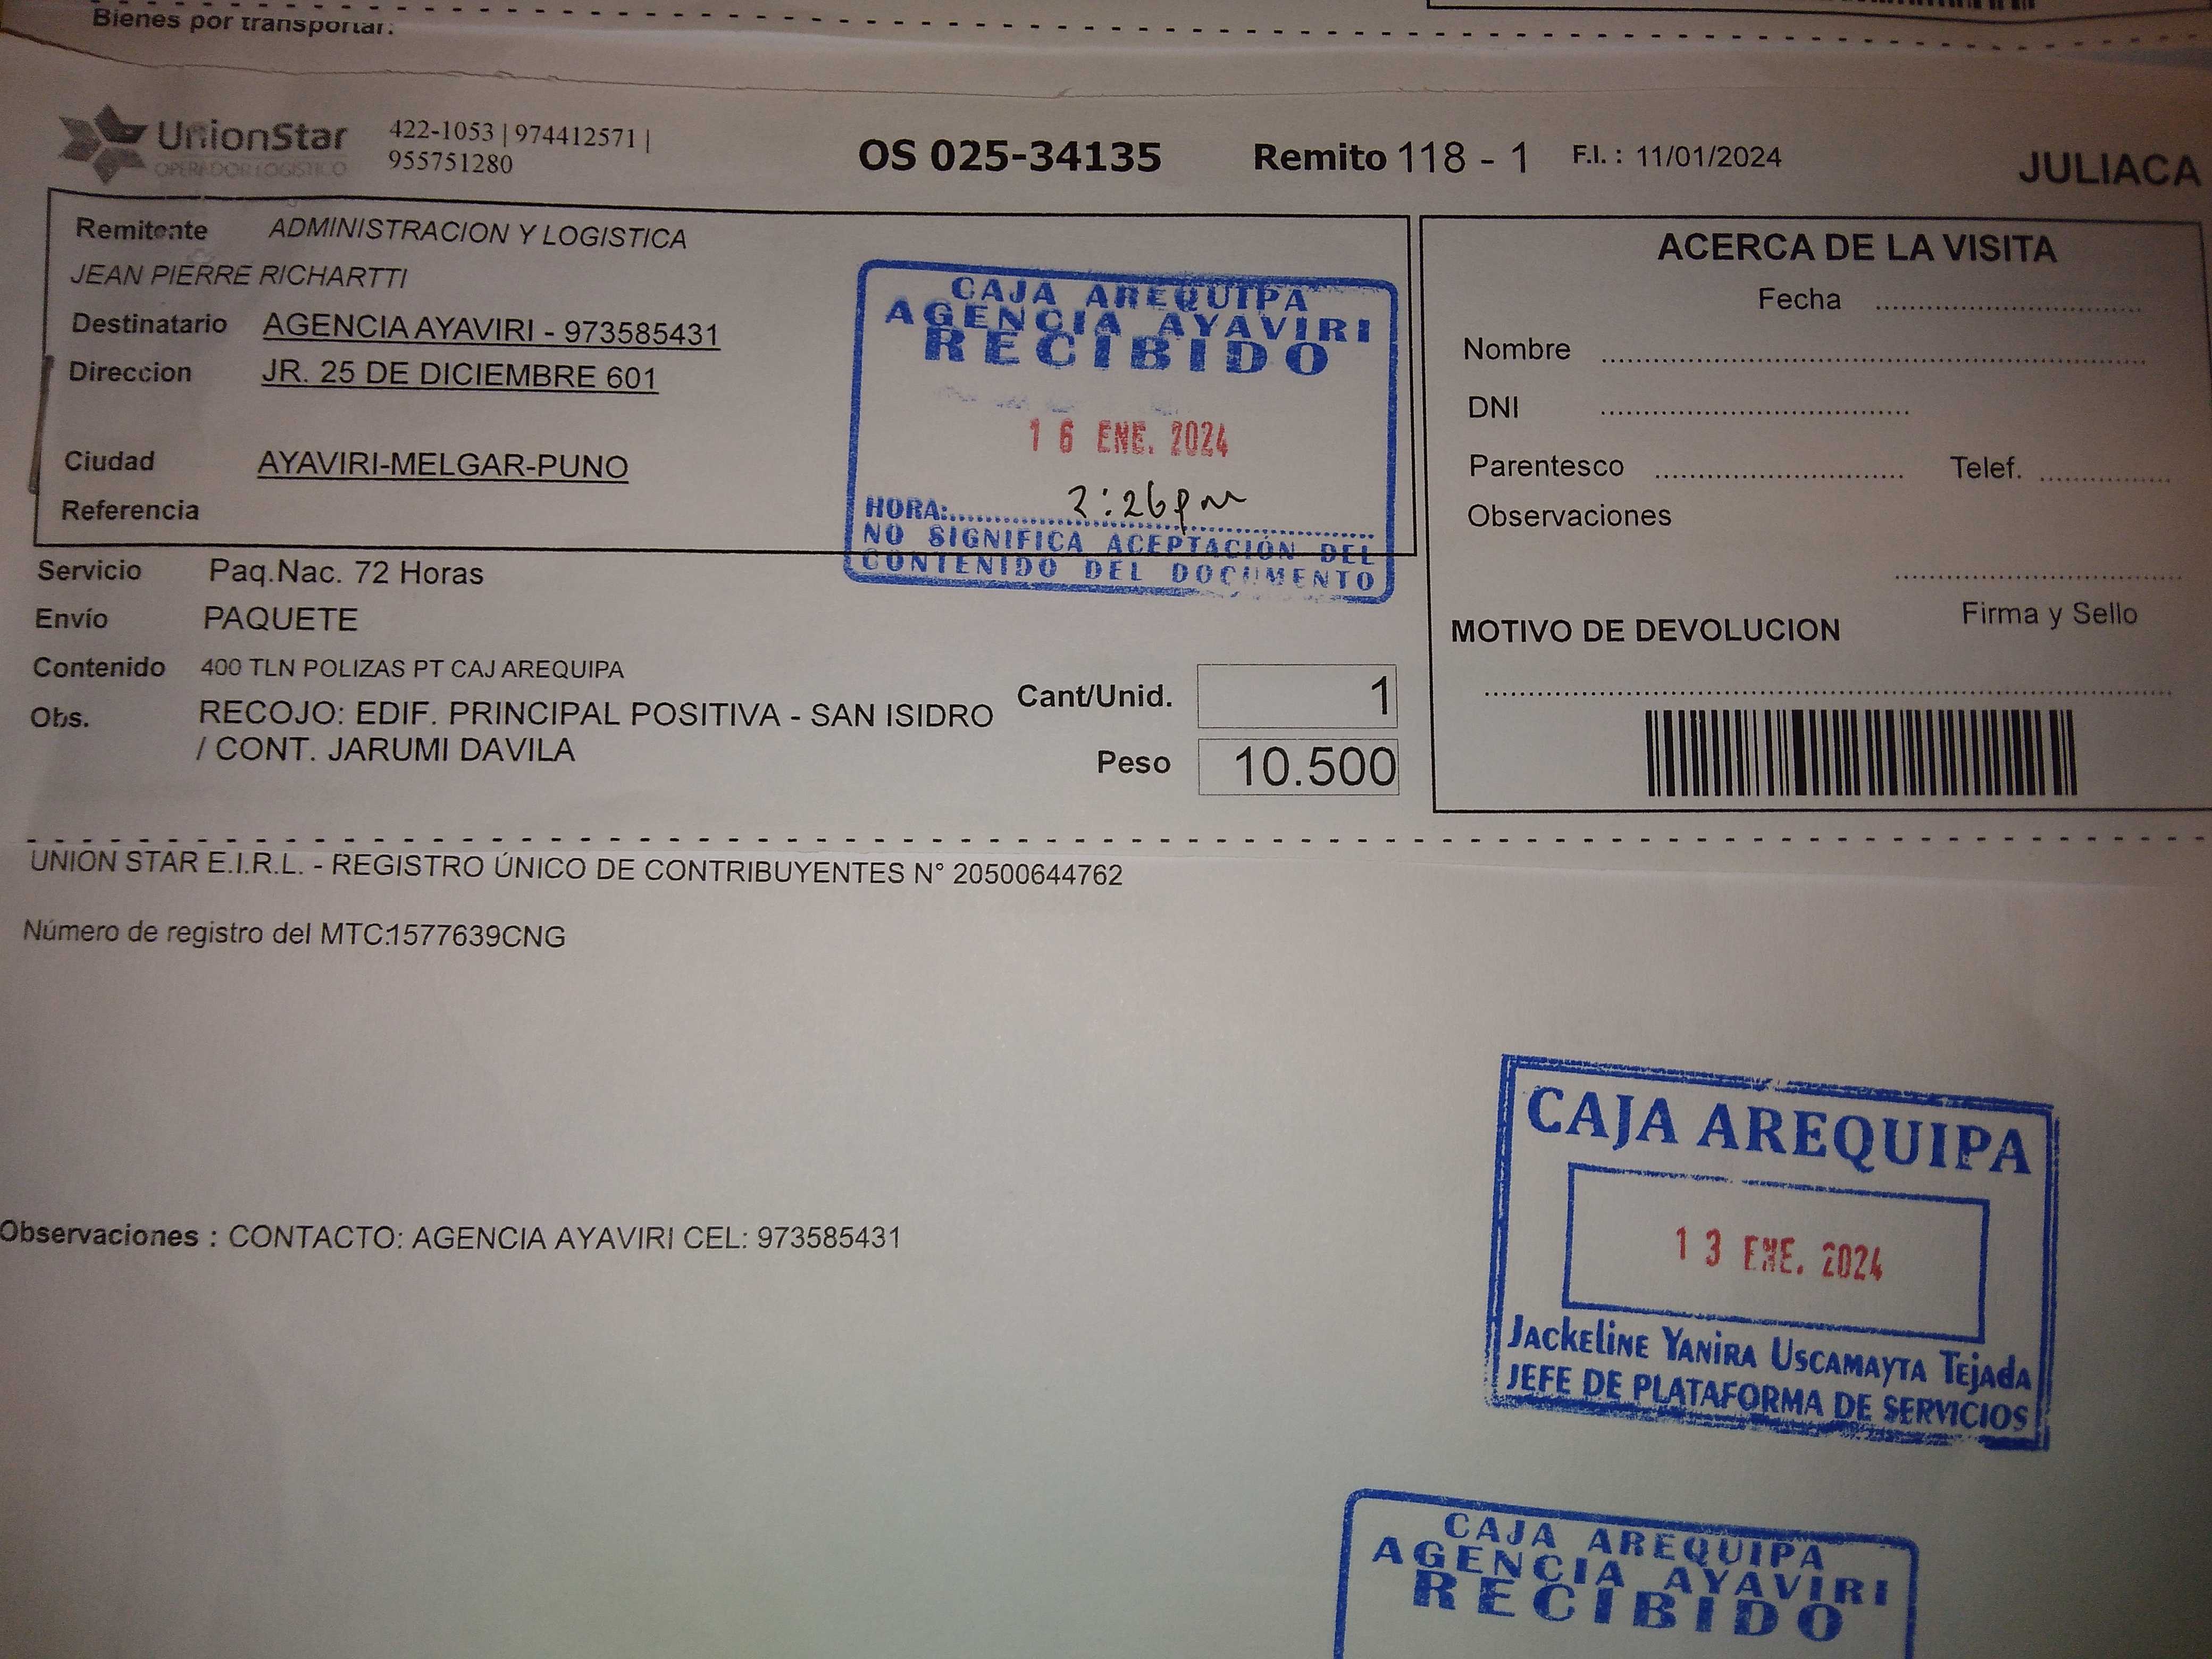 Bienes por transportar:
UnionStar
OPERADOR LOGISTICO
422-1053 | 974412571 |
955751280
OS 025-34135
Remito 118 - 1
F.I. : 11/01/2024
JULIACA
Remitente ADMINISTRACION Y LOGISTICA
JEAN PIERRE RICHARTTI
Destinatario AGENCIA AYAVIRI - 973585431
Direccion JR. 25 DE DICIEMBRE 601
Ciudad AYAVIRI-MELGAR-PUNO
Referencia
CAJA AREQUIPA
AGENCIA AYAVIRI
RECIBIDO
16 ENE. 2024
HORA: 2:26pm
NO SIGNIFICA ACEPTACIÓN DEL
CONTENIDO DEL DOCUMENTO
Servicio Paq.Nac. 72 Horas
Envío PAQUETE
Contenido 400 TLN POLIZAS PT CAJ AREQUIPA
Obs. RECOJO: EDIF. PRINCIPAL POSITIVA - SAN ISIDRO
/ CONT. JARUMI DAVILA
Cant/Unid. 1
Peso 10.500
ACERCA DE LA VISITA
Fecha
Nombre
DNI
Parentesco Telef.
Observaciones
Firma y Sello
MOTIVO DE DEVOLUCION
UNION STAR E.I.R.L. - REGISTRO ÚNICO DE CONTRIBUYENTES N° 20500644762
Número de registro del MTC:1577639CNG
Observaciones : CONTACTO: AGENCIA AYAVIRI CEL: 973585431
CAJA AREQUIPA
13 ENE. 2024
Jackeline Yanira Uscamayta Tejada
JEFE DE PLATAFORMA DE SERVICIOS
CAJA AREQUIPA
AGENCIA AYAVIRI
RECIBIDO